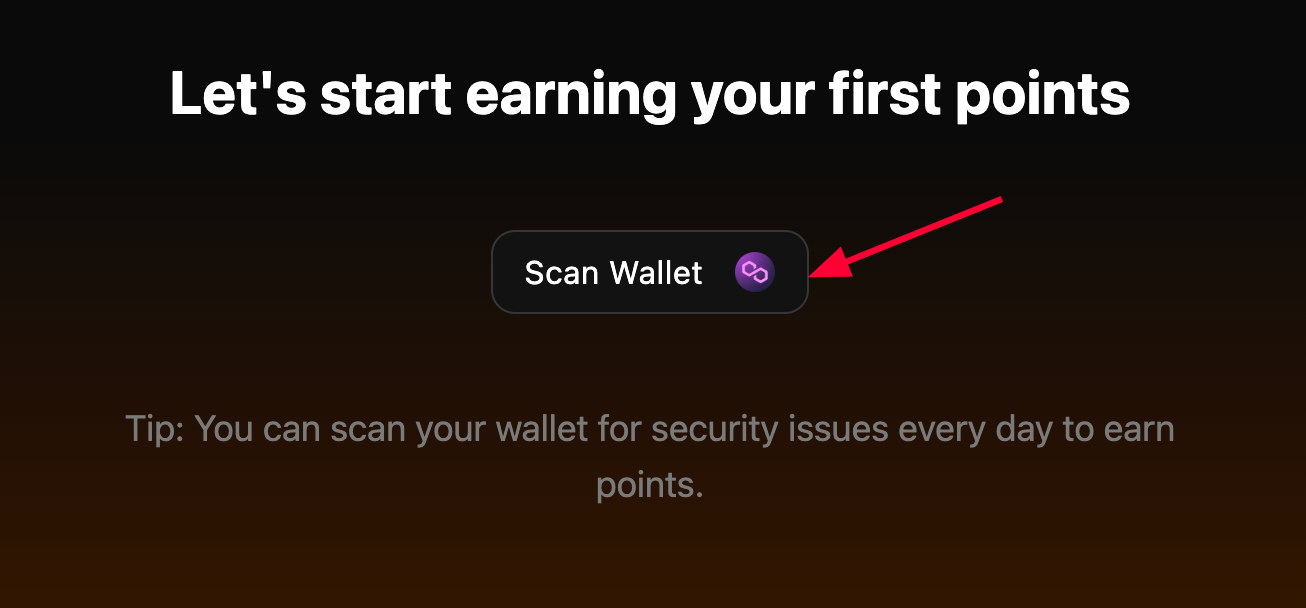 Let's start earning your first points
Scan Wallet
Tip: You can scan your wallet for security issues every day to earn
points.